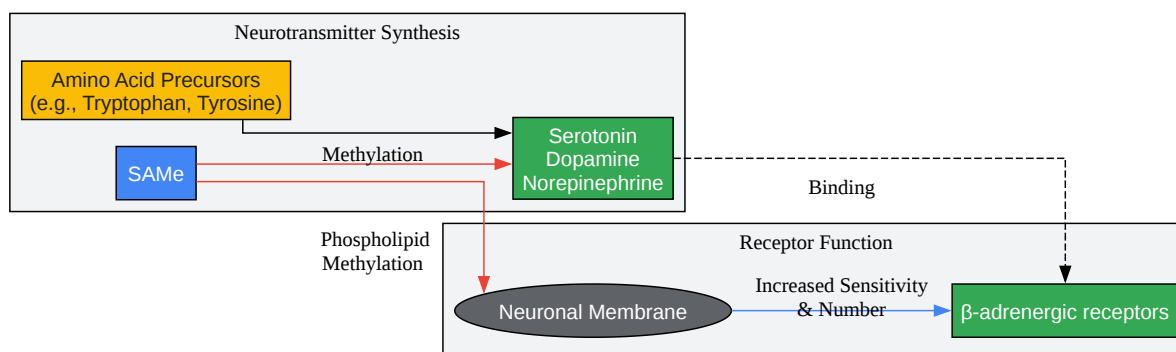 Neurotransmitter Synthesis
Amino Acid Precursors
(e.g., Tryptophan, Tyrosine)
SAMe
Methylation
Serotonin
Dopamine
Norepinephrine
Binding
Phospholipid
Methylation
Receptor Function
Neuronal Membrane
Increased Sensitivity
& Number
β-adrenergic receptors